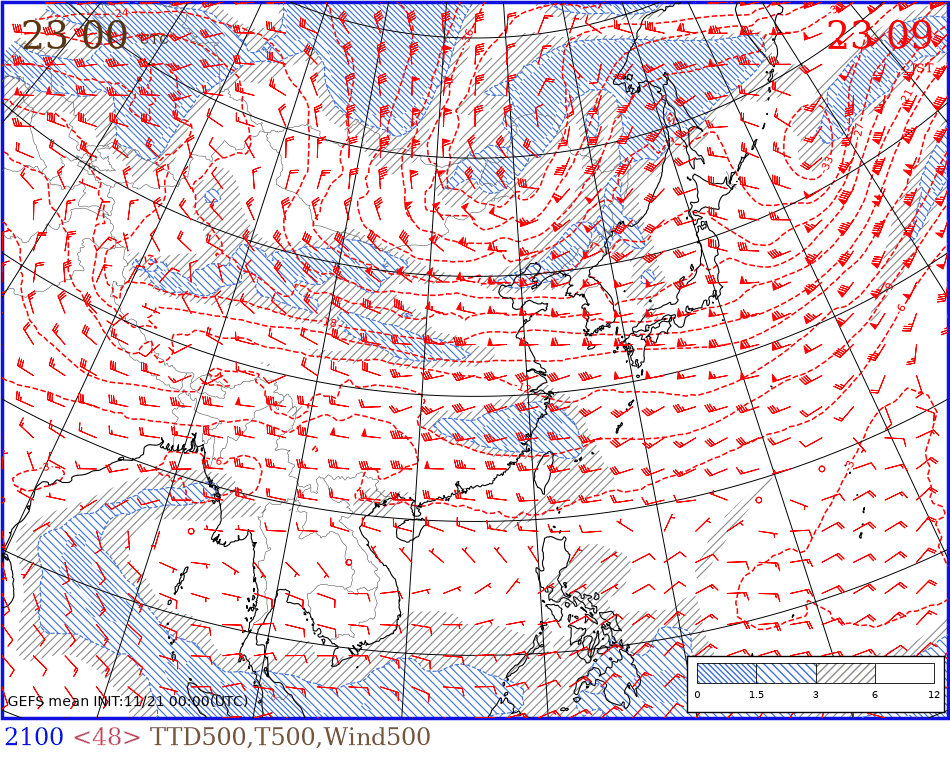 23 00 UTC
23 09 JST
GEFS mean INIT:11/21 00:00(UTC)
0 1.5 3 6 12
2100 <48> TTD500,T500,Wind500